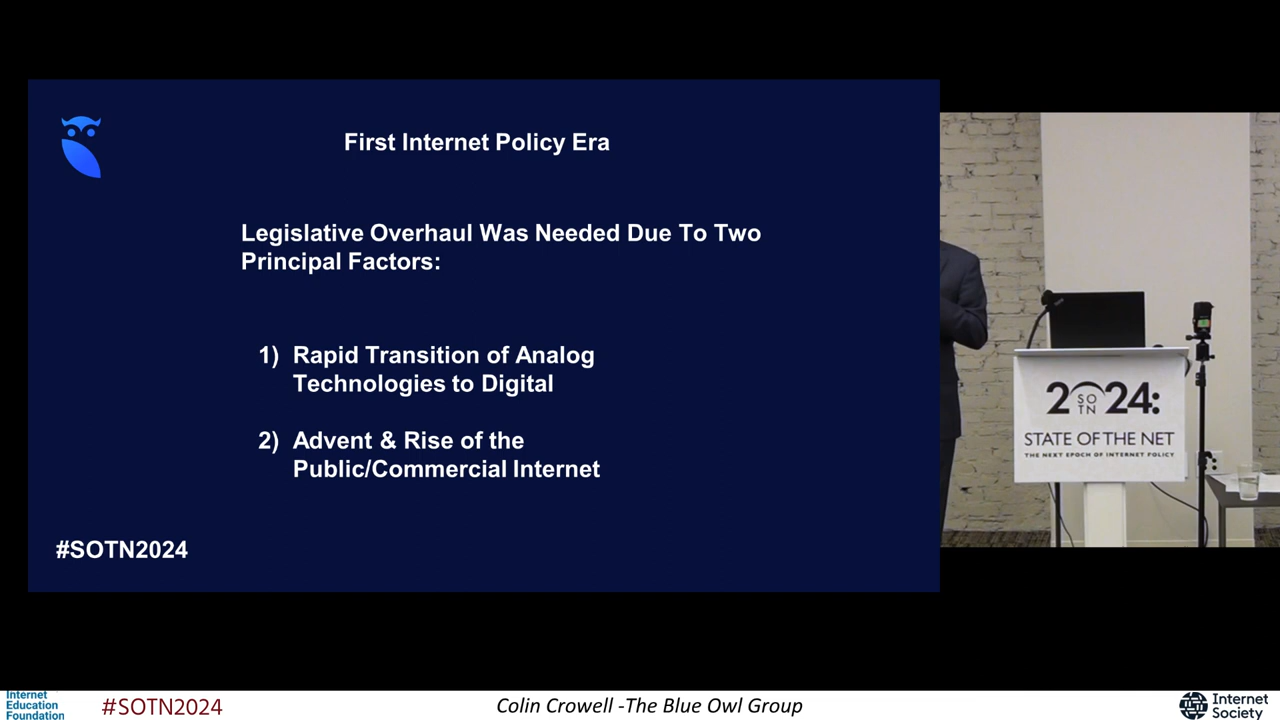 First Internet Policy Era
Legislative Overhaul Was Needed Due To Two
Principal Factors:
1) Rapid Transition of Analog
Technologies to Digital
2) Advent & Rise of the
Public/Commercial Internet
#SOTN2024
2024:
SO
TN
STATE OF THE NET
THE NEXT EPOCH OF INTERNET POLICY
Internet
Education
Foundation
#SOTN2024
Colin Crowell -The Blue Owl Group
Internet
Society